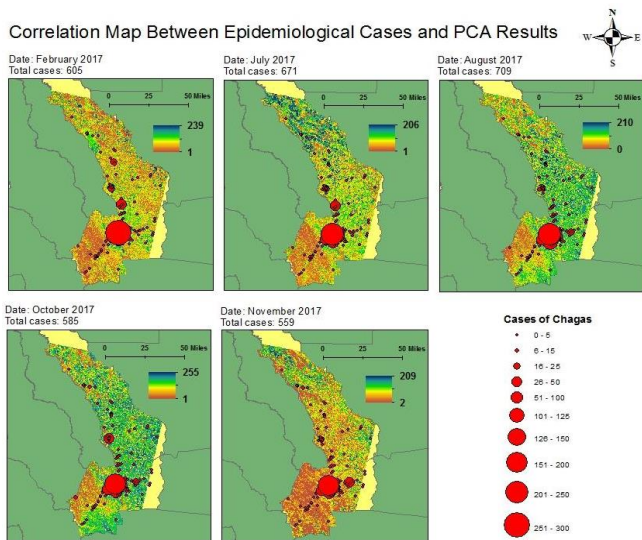 Correlation Map Between Epidemiological Cases and PCA Results
N
W E
S
Date: February 2017
Total cases: 605
0 25 50 Miles
239
1
Date: July 2017
Total cases: 671
0 25 50 Miles
206
1
Date: August 2017
Total cases: 709
0 25 50 Miles
210
0
Date: October 2017
Total cases: 585
0 25 50 Miles
255
1
Date: November 2017
Total cases: 559
0 25 50 Miles
209
2
Cases of Chagas
0 - 5
6 - 15
16 - 25
26 - 50
51 - 100
101 - 125
126 - 150
151 - 200
201 - 250
251 - 300